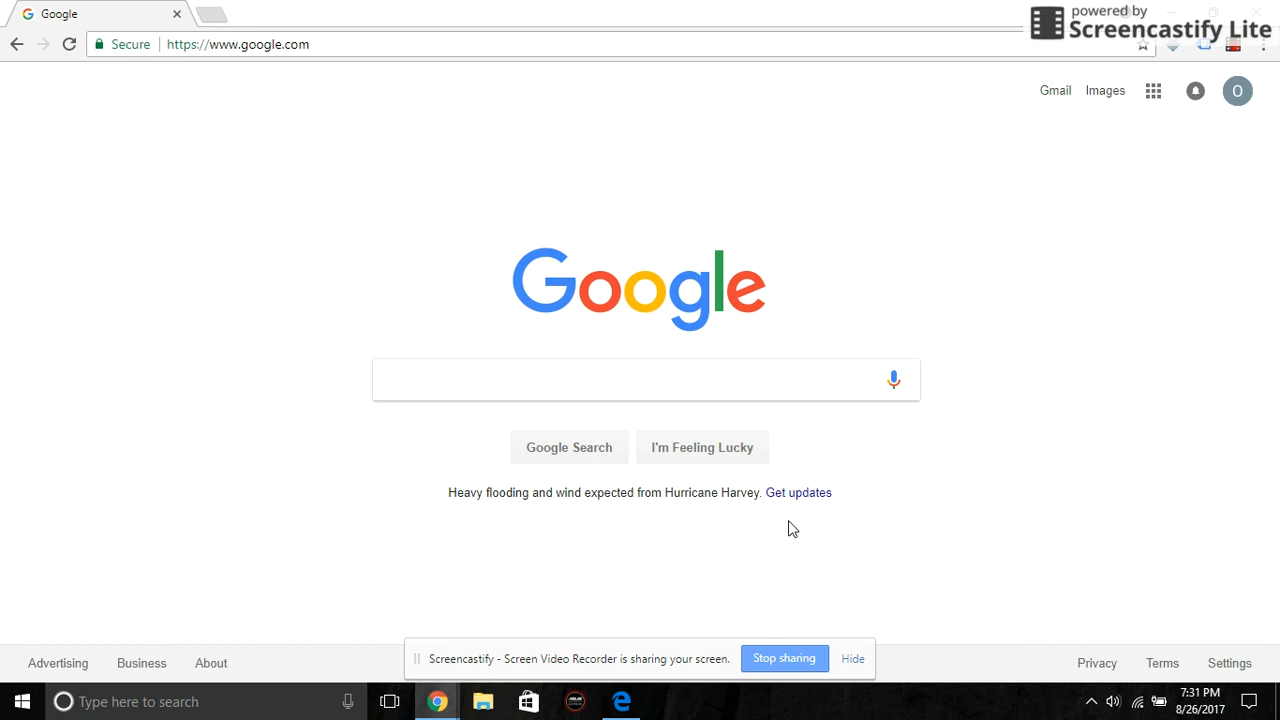 Google
powered by
Screencastify Lite
Secure
https://www.google.com
Gmail
Images
O
Google
Google Search
I'm Feeling Lucky
Heavy flooding and wind expected from Hurricane Harvey. Get updates
Advertising
Business
About
Screencastify - Screen Video Recorder is sharing your screen.
Stop sharing
Hide
Privacy
Terms
Settings
Type here to search
7:31 PM
8/26/2017